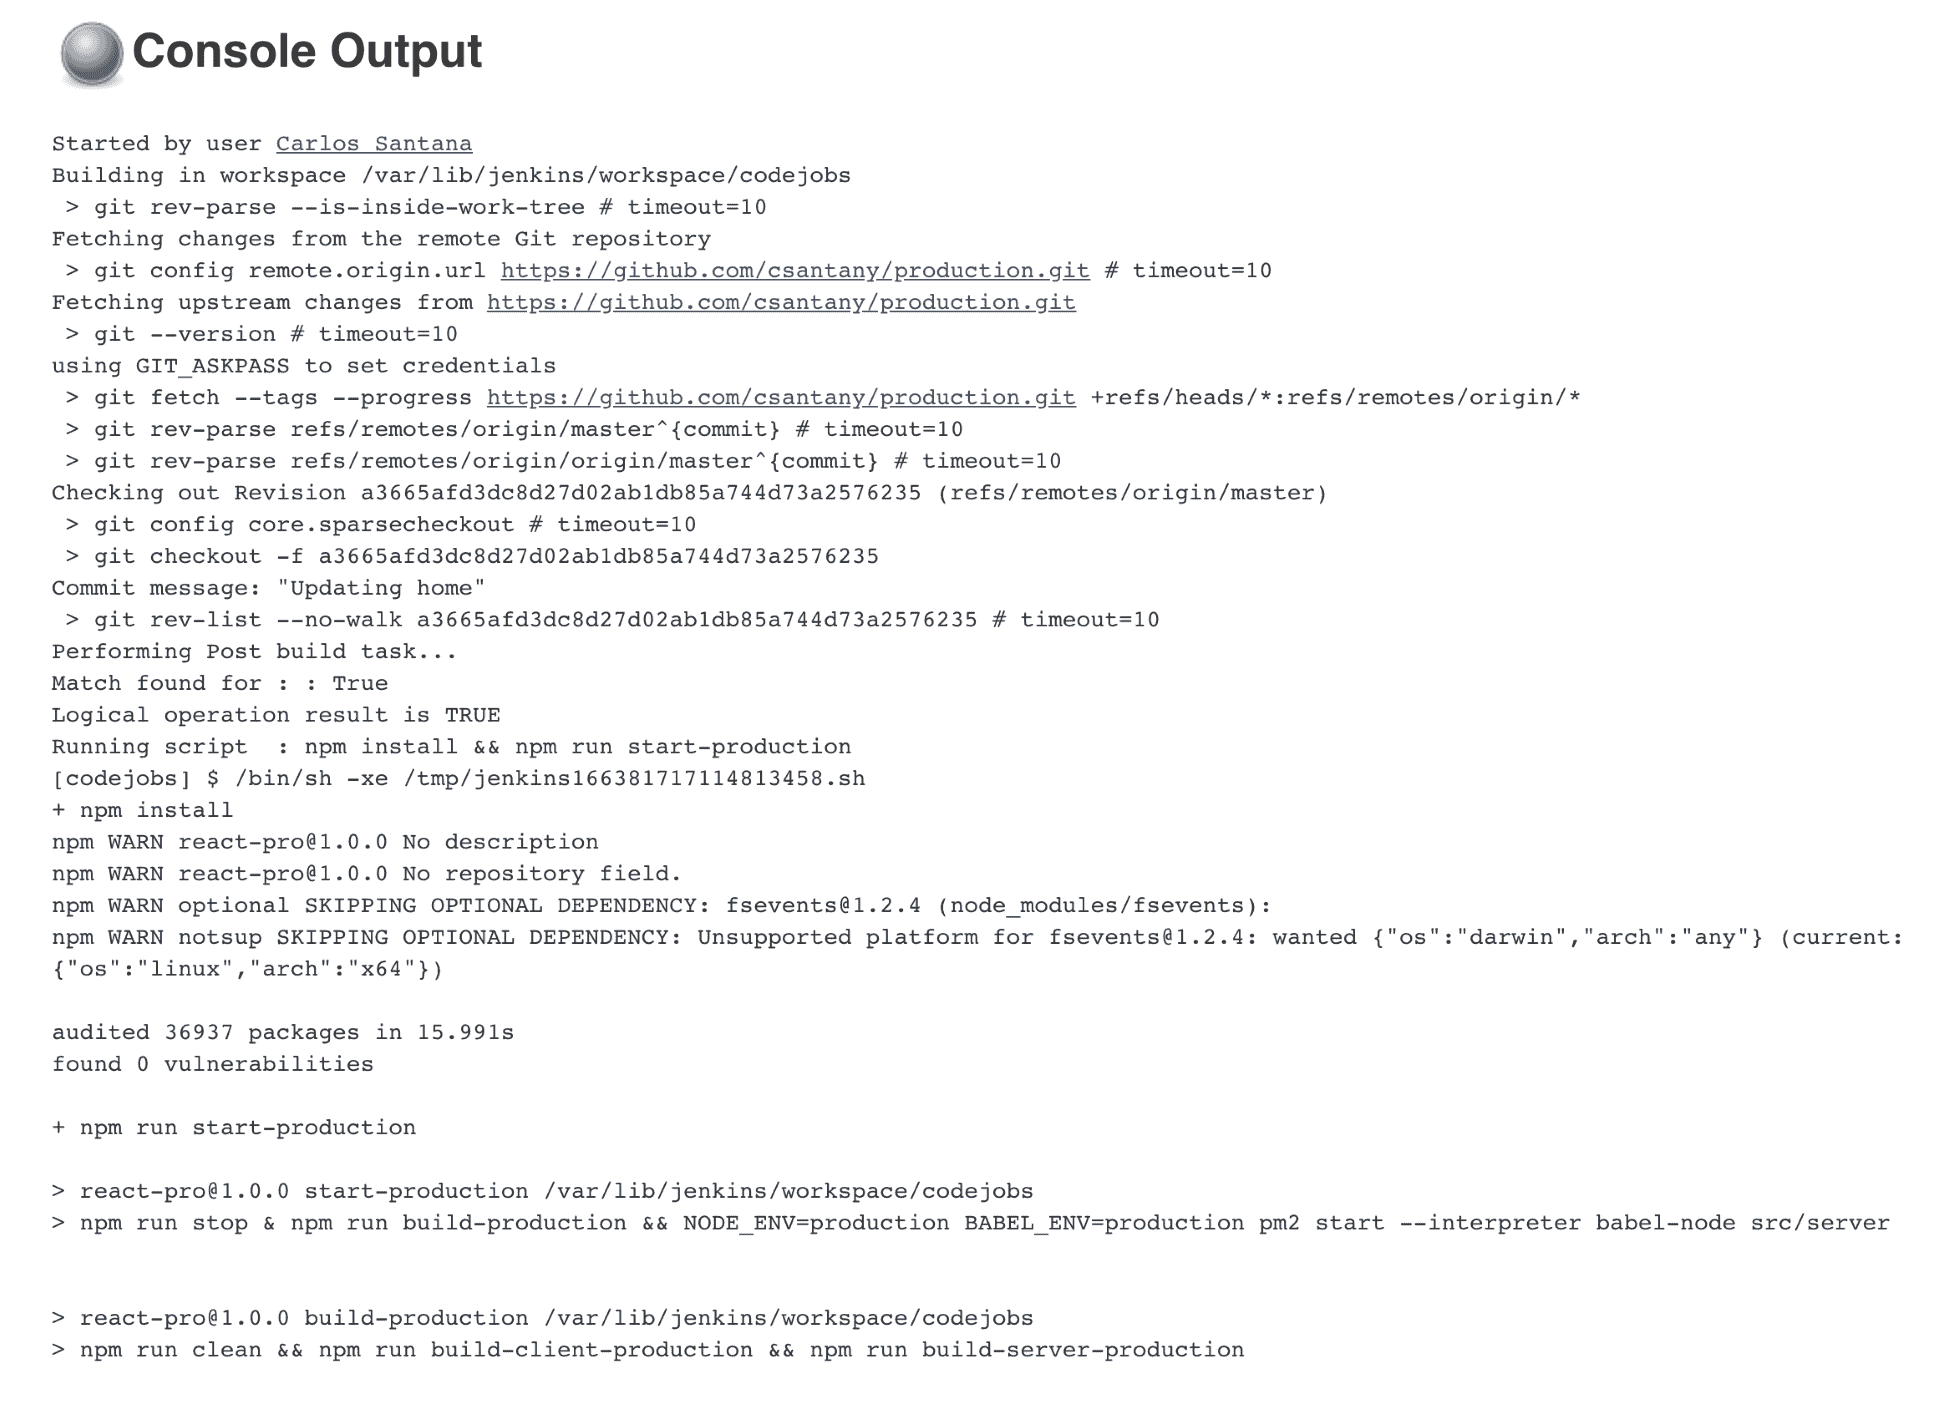 Console Output
Started by user Carlos Santana
Building in workspace /var/lib/jenkins/workspace/codejobs
 > git rev-parse --is-inside-work-tree # timeout=10
Fetching changes from the remote Git repository
 > git config remote.origin.url https://github.com/csantany/production.git # timeout=10
Fetching upstream changes from https://github.com/csantany/production.git
 > git --version # timeout=10
using GIT_ASKPASS to set credentials
 > git fetch --tags --progress https://github.com/csantany/production.git +refs/heads/*:refs/remotes/origin/*
 > git rev-parse refs/remotes/origin/master^{commit} # timeout=10
 > git rev-parse refs/remotes/origin/origin/master^{commit} # timeout=10
Checking out Revision a3665afd3dc8d27d02ab1db85a744d73a2576235 (refs/remotes/origin/master)
 > git config core.sparsecheckout # timeout=10
 > git checkout -f a3665afd3dc8d27d02ab1db85a744d73a2576235
Commit message: "Updating home"
 > git rev-list --no-walk a3665afd3dc8d27d02ab1db85a744d73a2576235 # timeout=10
Performing Post build task...
Match found for : : True
Logical operation result is TRUE
Running script  : npm install && npm run start-production
[codejobs] $ /bin/sh -xe /tmp/jenkins166381717114813458.sh
+ npm install
npm WARN react-pro@1.0.0 No description
npm WARN react-pro@1.0.0 No repository field.
npm WARN optional SKIPPING OPTIONAL DEPENDENCY: fsevents@1.2.4 (node_modules/fsevents):
npm WARN notsup SKIPPING OPTIONAL DEPENDENCY: Unsupported platform for fsevents@1.2.4: wanted {"os":"darwin","arch":"any"} (current:
{"os":"linux","arch":"x64"})
audited 36937 packages in 15.991s
found 0 vulnerabilities
+ npm run start-production
> react-pro@1.0.0 start-production /var/lib/jenkins/workspace/codejobs
> npm run stop & npm run build-production && NODE_ENV=production BABEL_ENV=production pm2 start --interpreter babel-node src/server
> react-pro@1.0.0 build-production /var/lib/jenkins/workspace/codejobs
> npm run clean && npm run build-client-production && npm run build-server-production